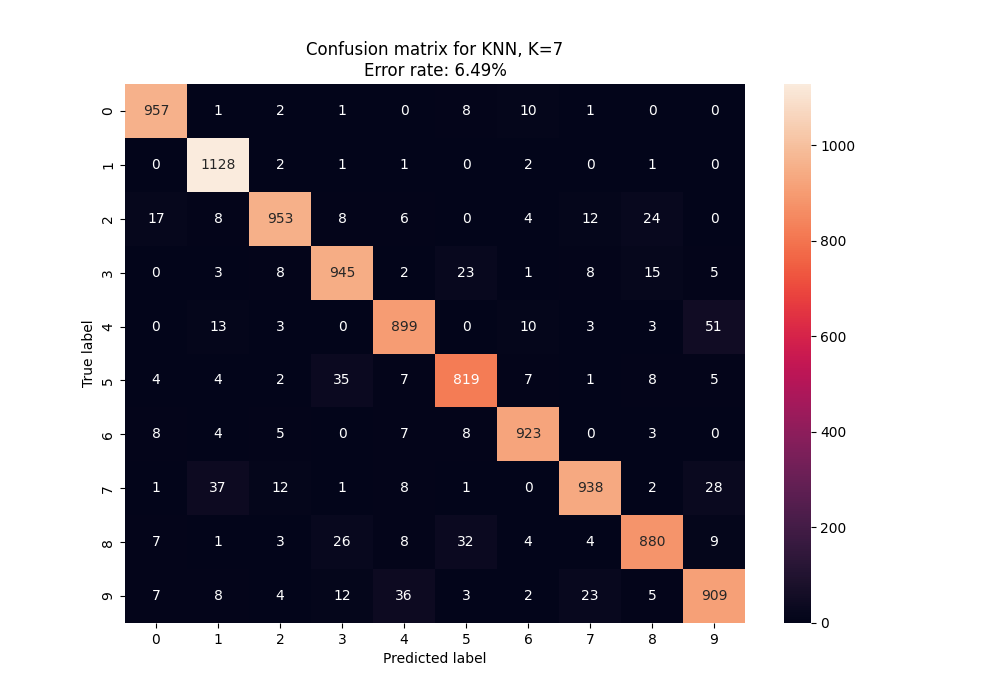 Confusion matrix for KNN, K=7
Error rate: 6.49%
0 957 1 2 1 0 8 10 1 0 0
1 0 1128 2 1 1 0 2 0 1 0
2 17 8 953 8 6 0 4 12 24 0
3 0 3 8 945 2 23 1 8 15 5
4 0 13 3 0 899 0 10 3 3 51
5 4 4 2 35 7 819 7 1 8 5
6 8 4 5 0 7 8 923 0 3 0
7 1 37 12 1 8 1 0 938 2 28
8 7 1 3 26 8 32 4 4 880 9
9 7 8 4 12 36 3 2 23 5 909
0 1 2 3 4 5 6 7 8 9
Predicted label
True label
1000
800
600
400
200
0